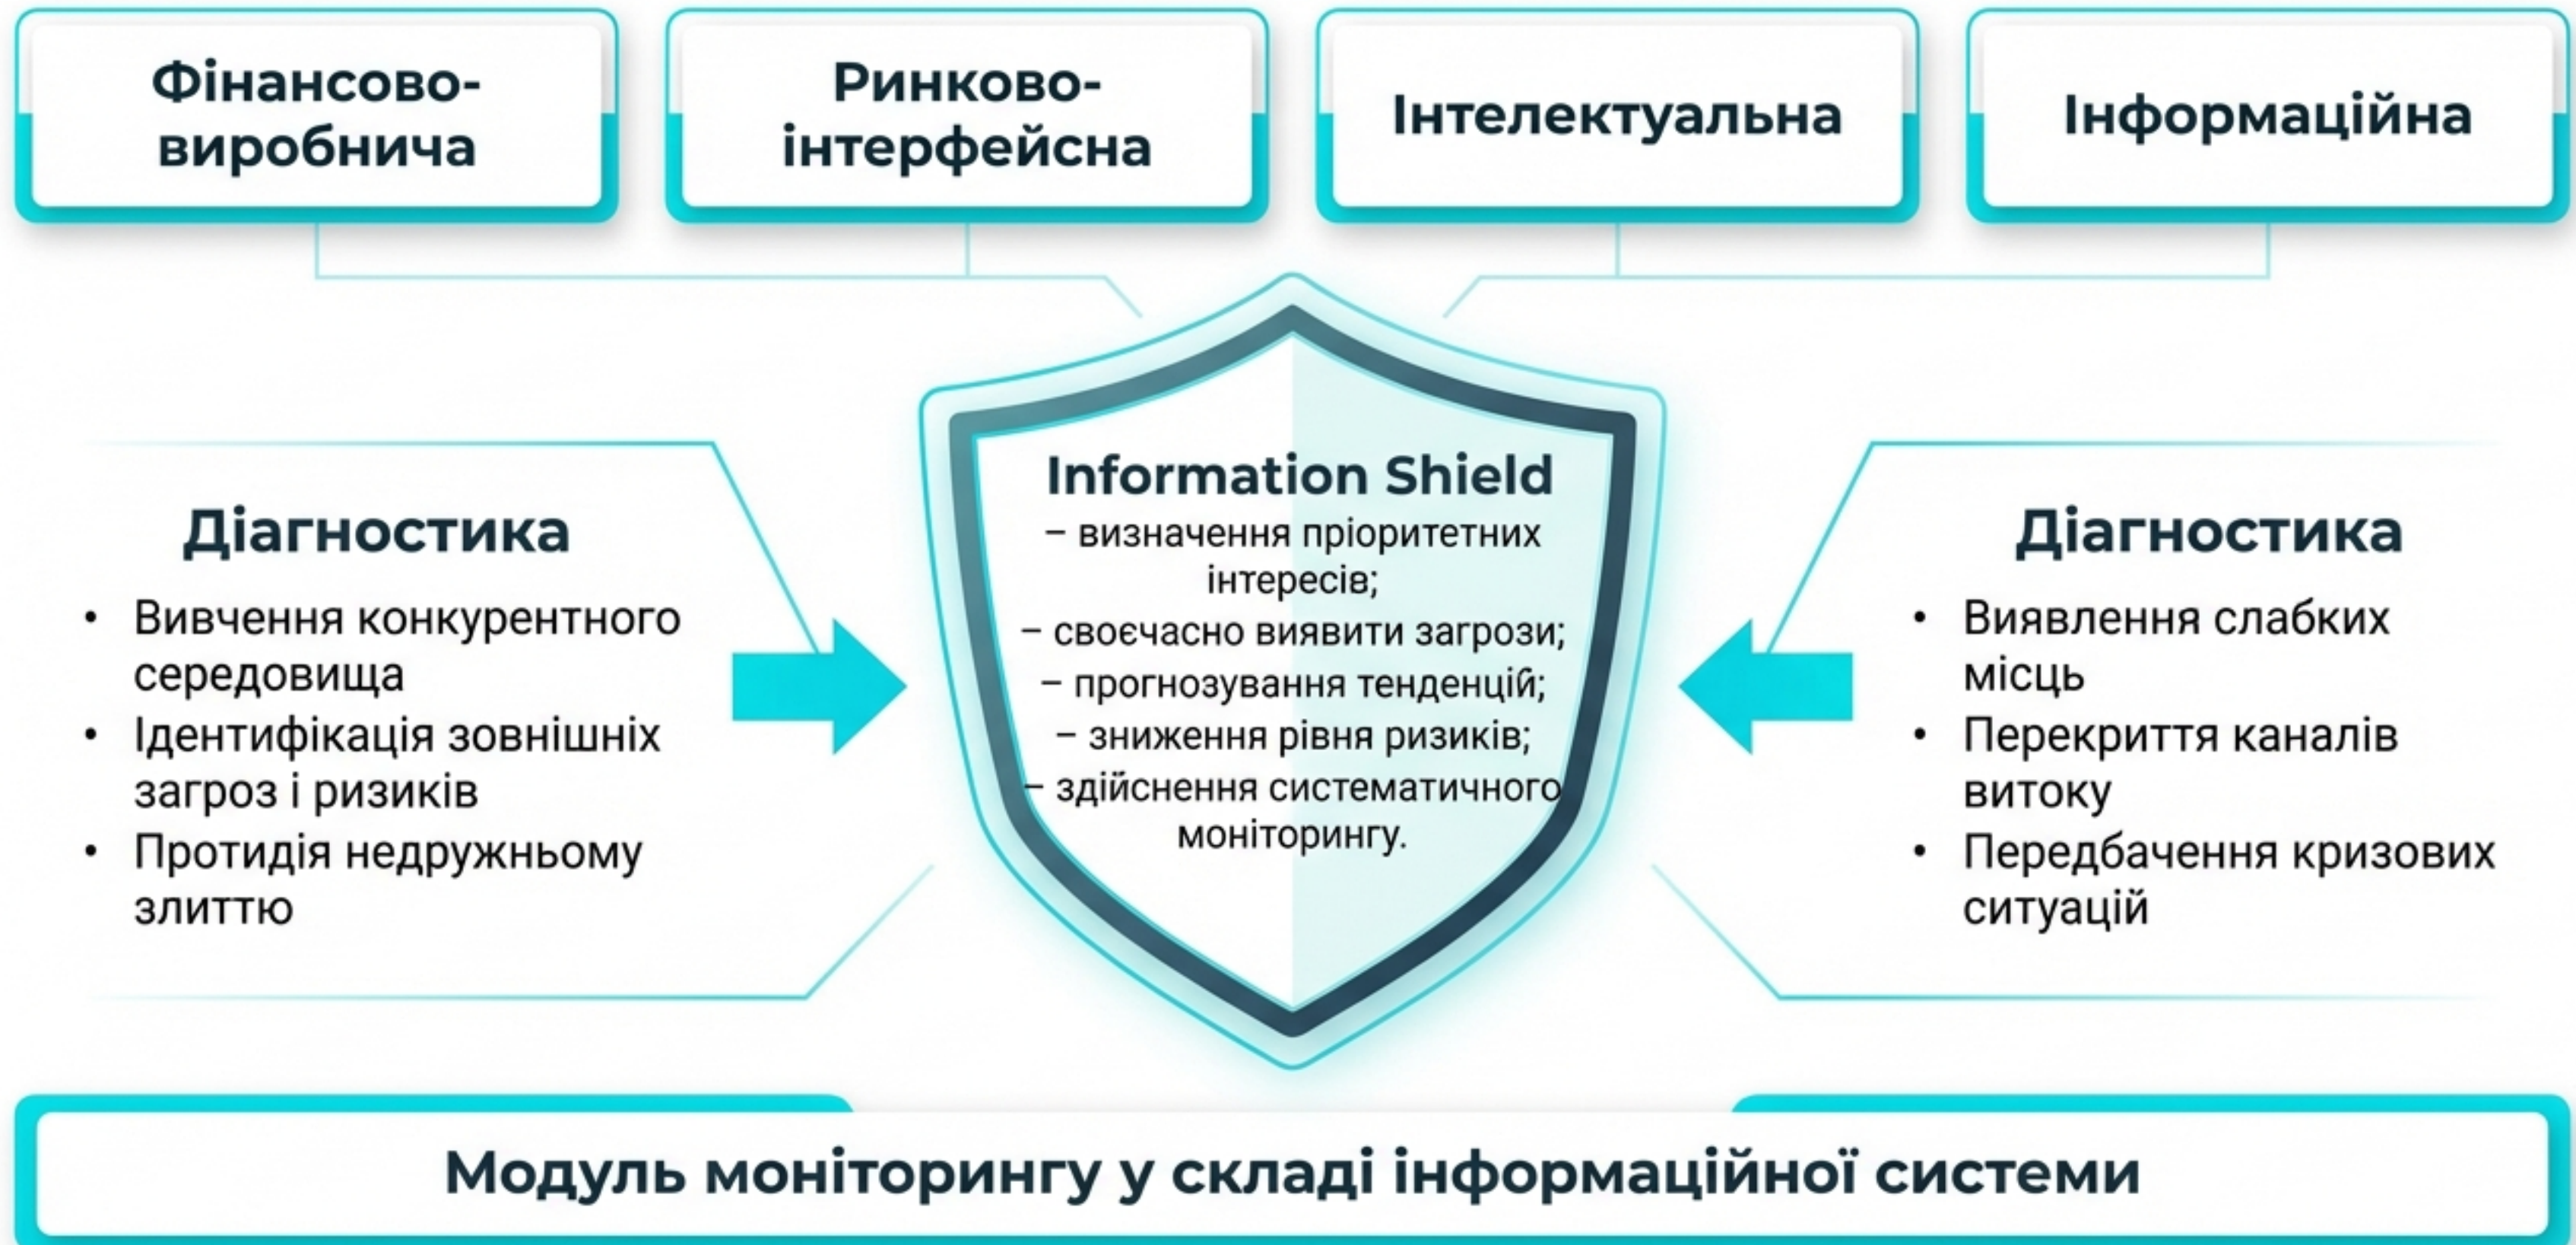 Фінансово-
виробнича
Ринково-
інтерфейсна
Інтелектуальна
Інформаційна
Діагностика
• Вивчення конкурентного
середовища
• Ідентифікація зовнішніх
загроз і ризиків
• Протидія недружньому
злиттю
Information Shield
– визначення пріоритетних
інтересів;
– своєчасно виявити загрози;
– прогнозування тенденцій;
– зниження рівня ризиків;
– здійснення систематичного
моніторингу.
Діагностика
• Виявлення слабких
місць
• Перекриття каналів
витоку
• Передбачення кризових
ситуацій
Модуль моніторингу у складі інформаційної системи